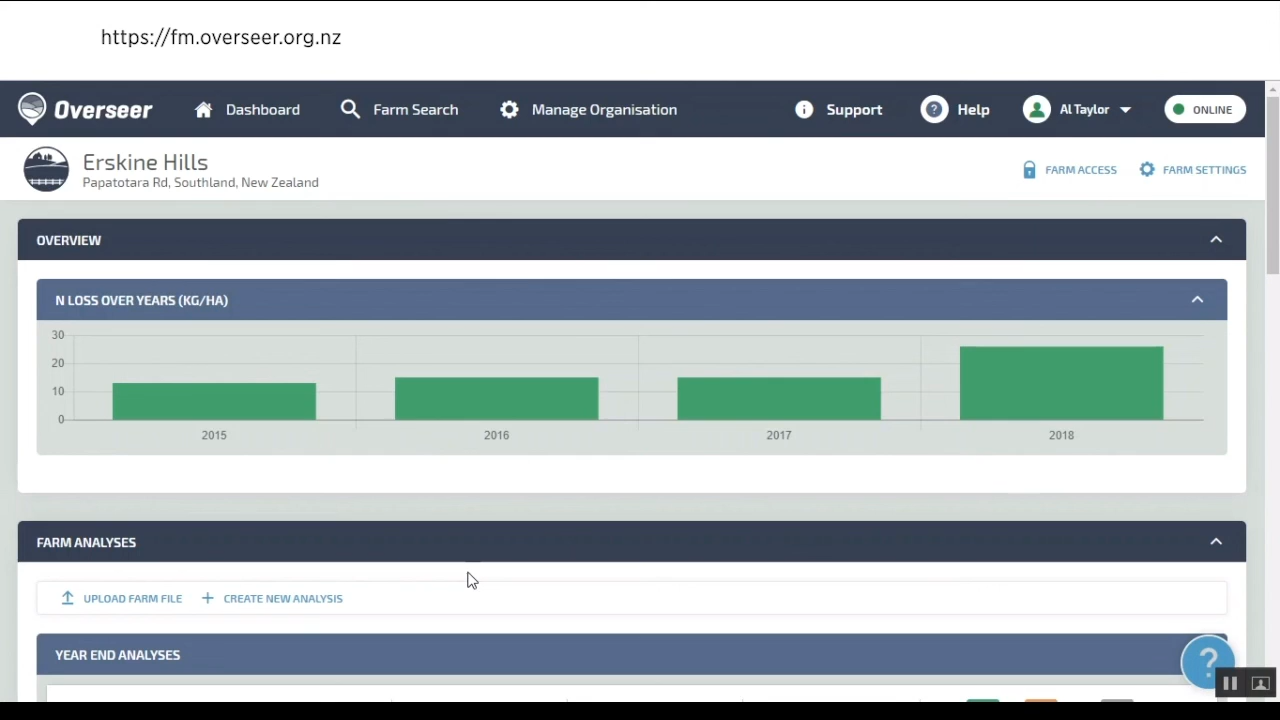 https://fm.overseer.org.nz
Overseer Dashboard Farm Search Manage Organisation Support ? Help Al Taylor ONLINE
Erskine Hills
Papatotara Rd, Southland, New Zealand
FARM ACCESS FARM SETTINGS
OVERVIEW
N LOSS OVER YEARS (KG/HA)
30
20
10
0
2015 2016 2017 2018
FARM ANALYSES
UPLOAD FARM FILE + CREATE NEW ANALYSIS
YEAR END ANALYSES
?